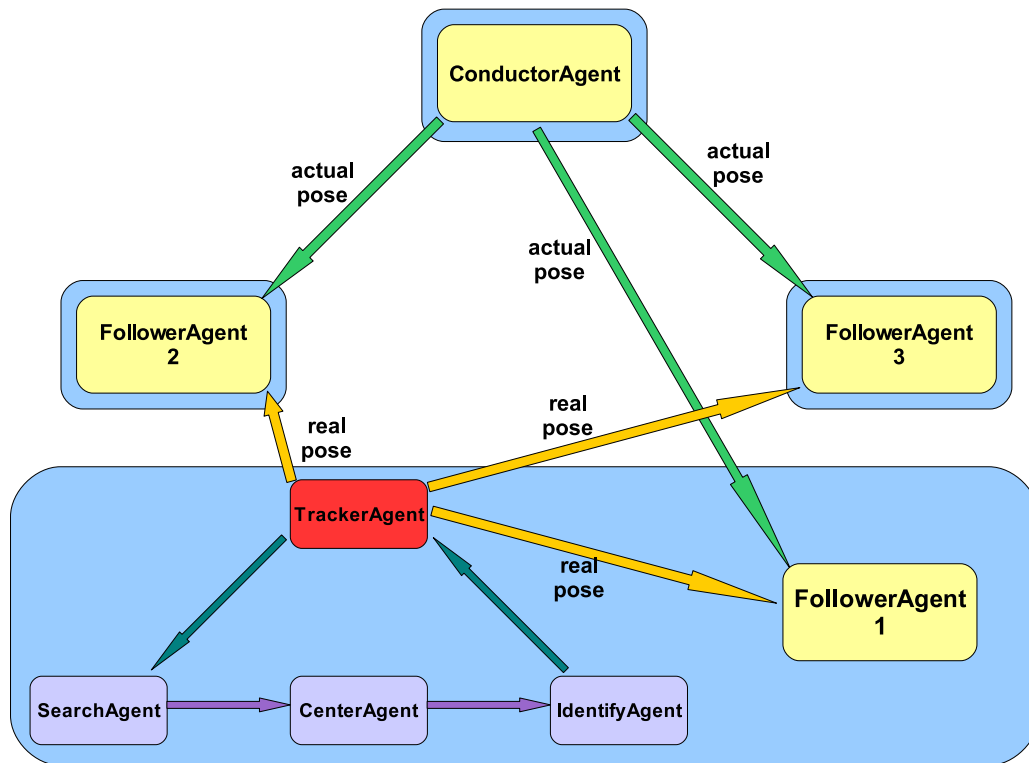 ConductorAgent
actual
pose
actual
pose
actual
pose
FollowerAgent
2
FollowerAgent
3
real
pose
real
pose
TrackerAgent
real
pose
FollowerAgent
1
SearchAgent
CenterAgent
IdentifyAgent